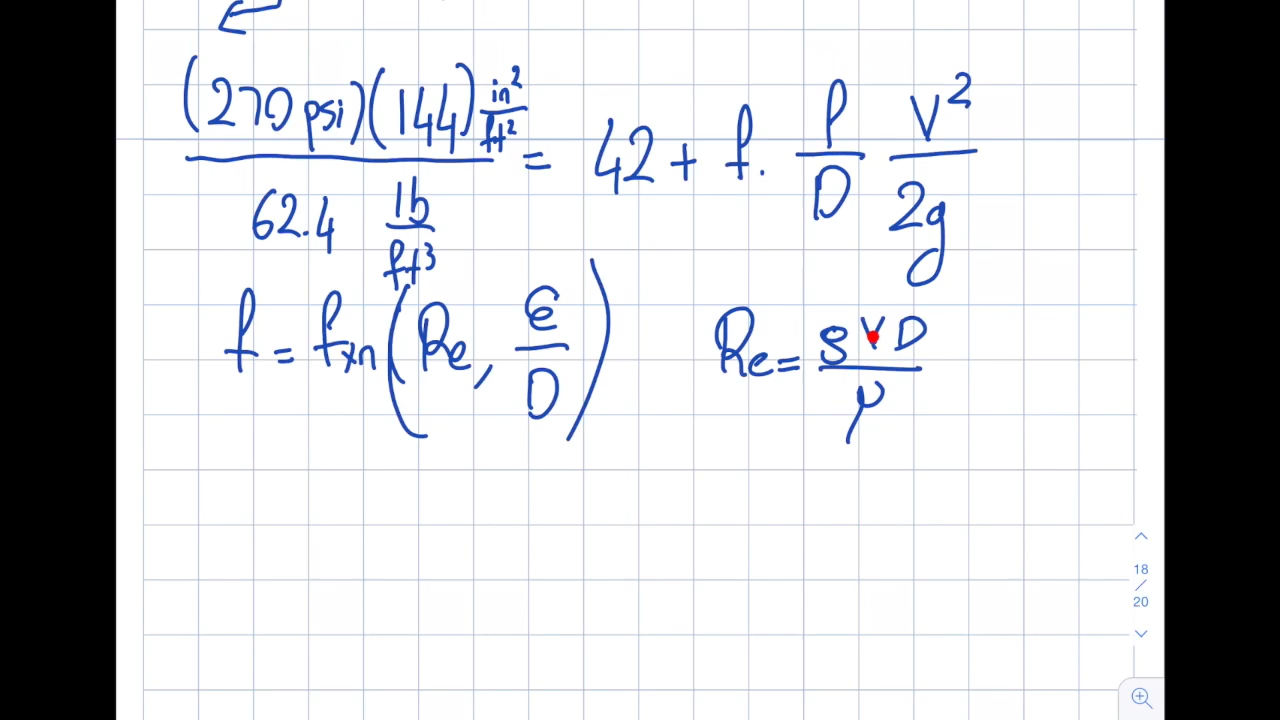 (270 psi)(144) in²/ft² / 62.4 lb/ft³ = 42 + f. l/D V²/2g
f = fxn(Re, ε/D) Re = ρVD/μ
18
/
20